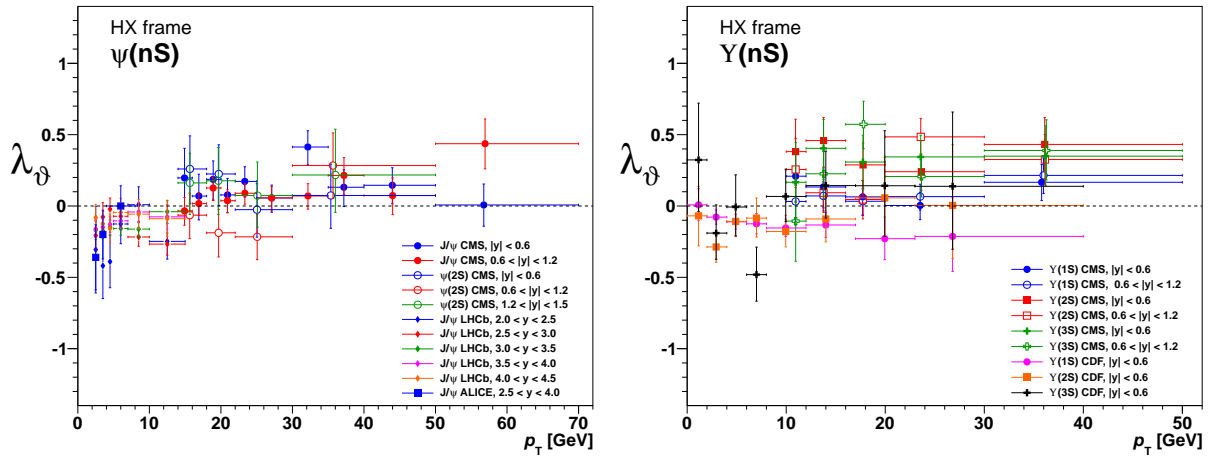 HX frame
ψ(nS)
1
0.5
0
-0.5
-1
λϑ
J/ψ CMS, |y| < 0.6
J/ψ CMS, 0.6 < |y| < 1.2
ψ(2S) CMS, |y| < 0.6
ψ(2S) CMS, 0.6 < |y| < 1.2
ψ(2S) CMS, 1.2 < |y| < 1.5
J/ψ LHCb, 2.0 < y < 2.5
J/ψ LHCb, 2.5 < y < 3.0
J/ψ LHCb, 3.0 < y < 3.5
J/ψ LHCb, 3.5 < y < 4.0
J/ψ LHCb, 4.0 < y < 4.5
J/ψ ALICE, 2.5 < y < 4.0
0 10 20 30 40 50 60 70
pT [GeV]
HX frame
ϒ(nS)
1
0.5
0
-0.5
-1
λϑ
ϒ(1S) CMS, |y| < 0.6
ϒ(1S) CMS, 0.6 < |y| < 1.2
ϒ(2S) CMS, |y| < 0.6
ϒ(2S) CMS, 0.6 < |y| < 1.2
ϒ(3S) CMS, |y| < 0.6
ϒ(3S) CMS, 0.6 < |y| < 1.2
ϒ(1S) CDF, |y| < 0.6
ϒ(2S) CDF, |y| < 0.6
ϒ(3S) CDF, |y| < 0.6
0 10 20 30 40 50
pT [GeV]